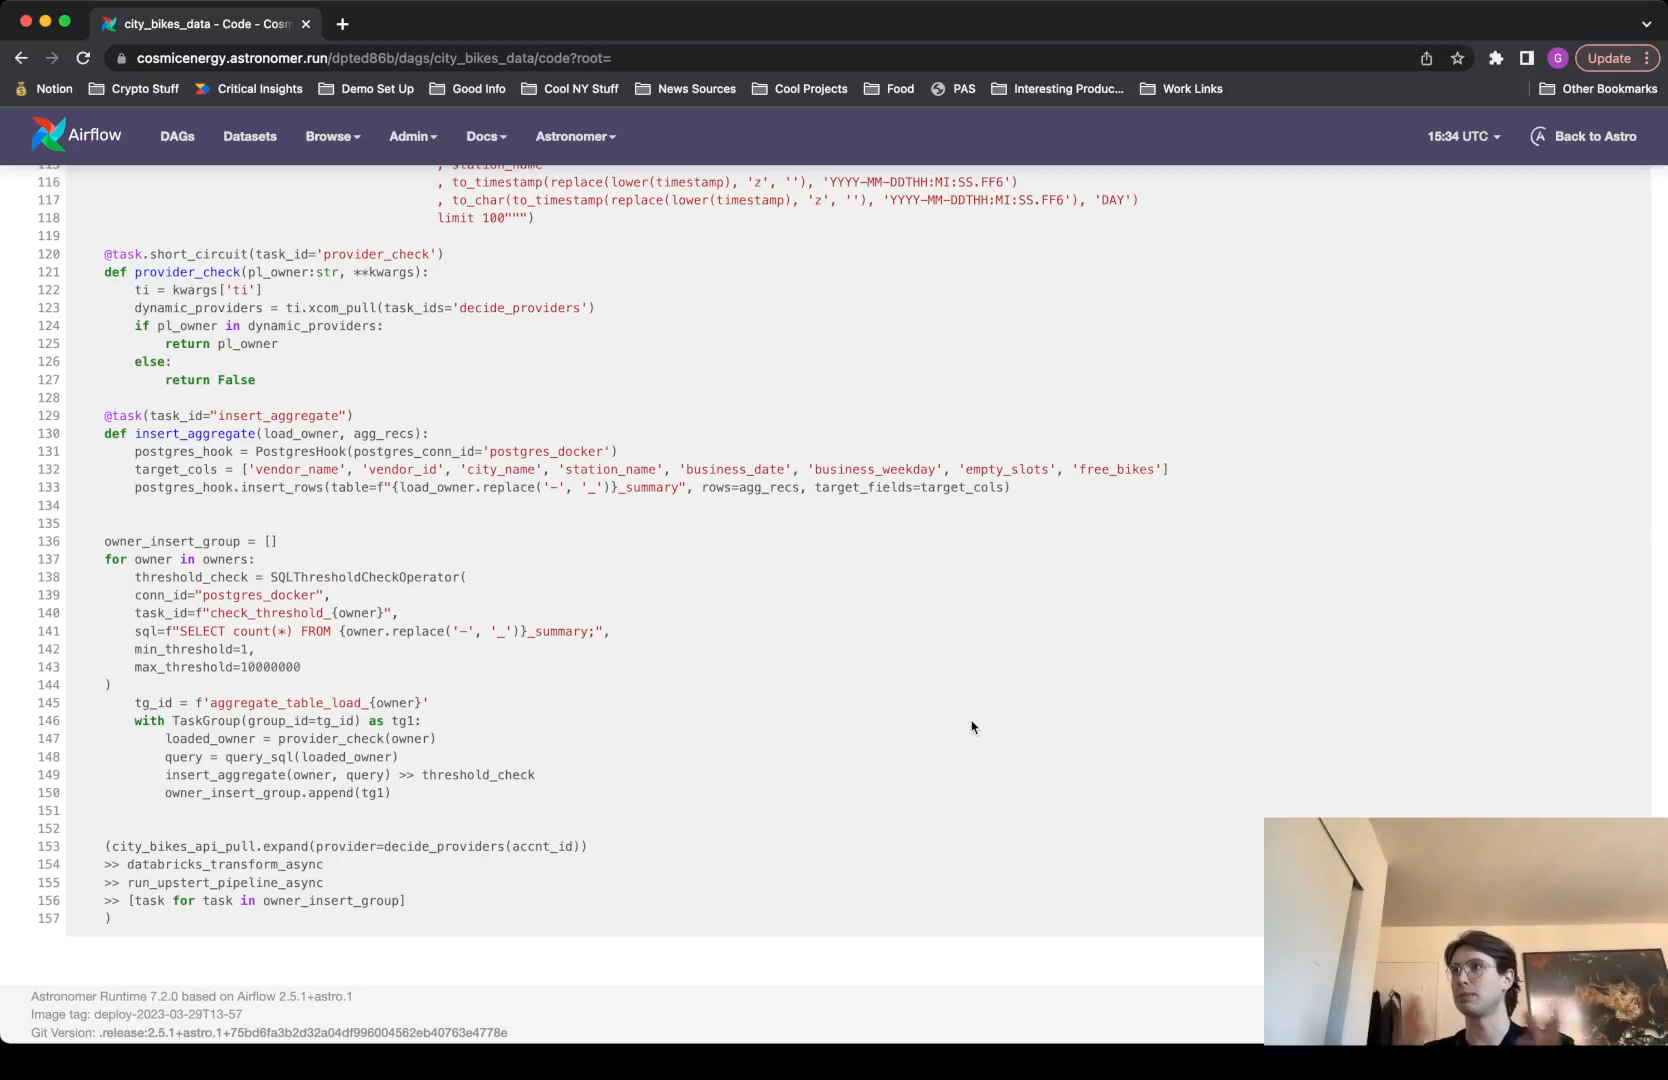 city_bikes_data - Code - Cosm
cosmicenergy.astronomer.run/dpted86b/dags/city_bikes_data/code?root=
G
Update
Notion
Crypto Stuff
Critical Insights
Demo Set Up
Good Info
Cool NY Stuff
News Sources
Cool Projects
Food
PAS
Interesting Produc...
Work Links
Other Bookmarks
Airflow
DAGs
Datasets
Browse
Admin
Docs
Astronomer
15:34 UTC
Back to Astro
115 , station_name
116 , to_timestamp(replace(lower(timestamp), 'z', ''), 'YYYY-MM-DDTHH:MI:SS.FF6')
117 , to_char(to_timestamp(replace(lower(timestamp), 'z', ''), 'YYYY-MM-DDTHH:MI:SS.FF6'), 'DAY')
118 limit 100""")
119
120 @task.short_circuit(task_id='provider_check')
121 def provider_check(pl_owner:str, **kwargs):
122 ti = kwargs['ti']
123 dynamic_providers = ti.xcom_pull(task_ids='decide_providers')
124 if pl_owner in dynamic_providers:
125 return pl_owner
126 else:
127 return False
128
129 @task(task_id="insert_aggregate")
130 def insert_aggregate(load_owner, agg_recs):
131 postgres_hook = PostgresHook(postgres_conn_id='postgres_docker')
132 target_cols = ['vendor_name', 'vendor_id', 'city_name', 'station_name', 'business_date', 'business_weekday', 'empty_slots', 'free_bikes']
133 postgres_hook.insert_rows(table=f"{load_owner.replace('-', '_')}_summary", rows=agg_recs, target_fields=target_cols)
134
135
136 owner_insert_group = []
137 for owner in owners:
138 threshold_check = SQLThresholdCheckOperator(
139 conn_id="postgres_docker",
140 task_id=f"check_threshold_{owner}",
141 sql=f"SELECT count(*) FROM {owner.replace('-', '_')}_summary;",
142 min_threshold=1,
143 max_threshold=10000000
144 )
145 tg_id = f'aggregate_table_load_{owner}'
146 with TaskGroup(group_id=tg_id) as tg1:
147 loaded_owner = provider_check(owner)
148 query = query_sql(loaded_owner)
149 insert_aggregate(owner, query) >> threshold_check
150 owner_insert_group.append(tg1)
151
152
153 (city_bikes_api_pull.expand(provider=decide_providers(accnt_id))
154 >> databricks_transform_async
155 >> run_upstert_pipeline_async
156 >> [task for task in owner_insert_group]
157 )
Astronomer Runtime 7.2.0 based on Airflow 2.5.1+astro.1
Image tag: deploy-2023-03-29T13-57
Git Version: .release:2.5.1+astro.1+75bd6fa3b2d32a04df996004562eb40763e4778e